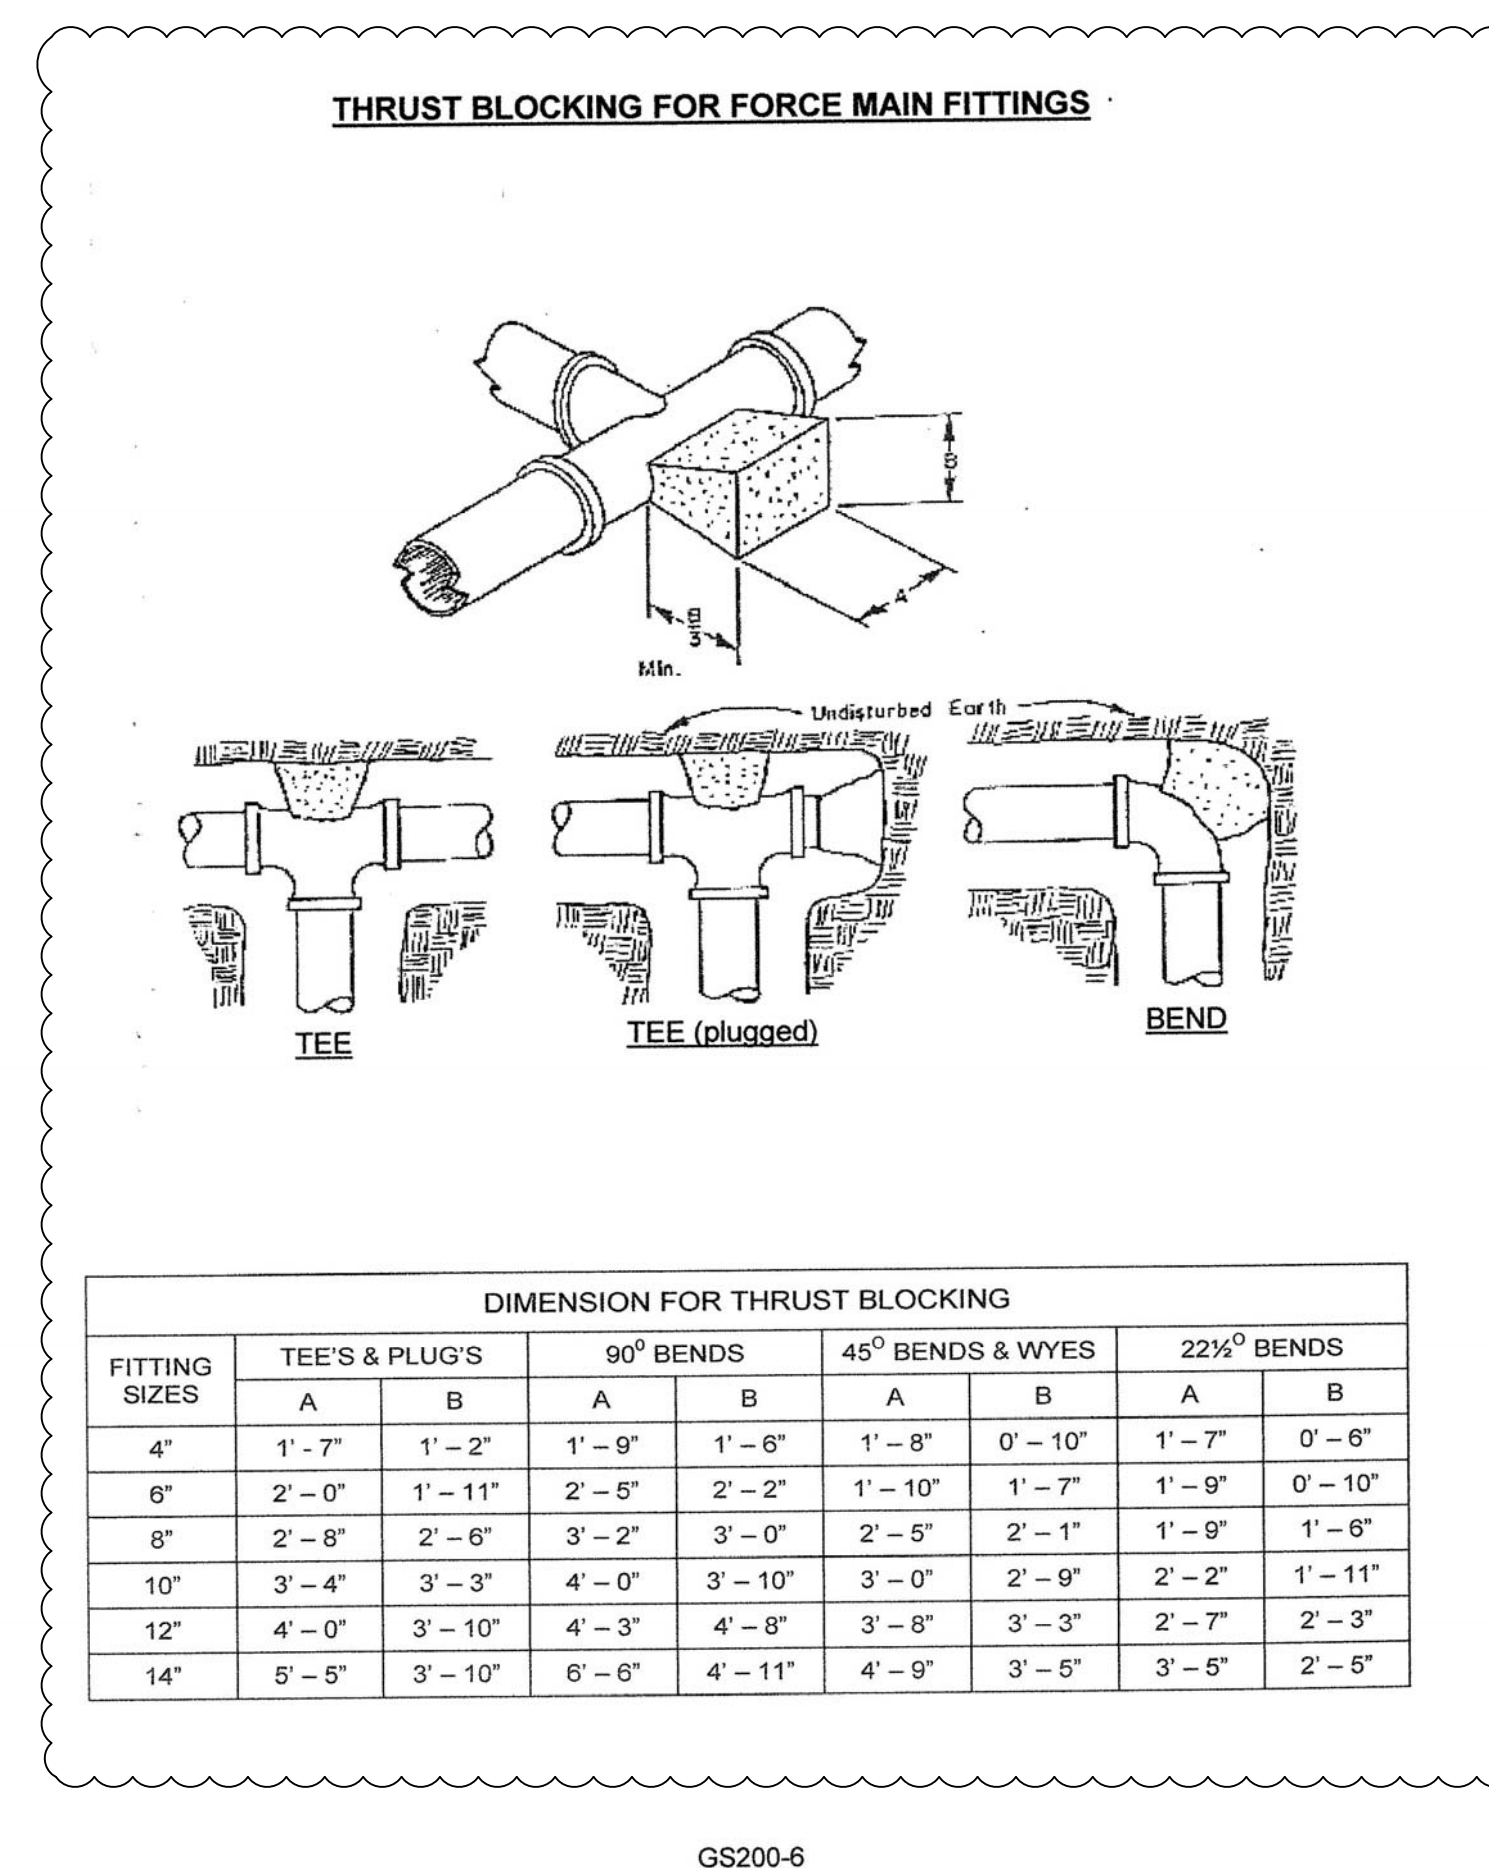 THRUST BLOCKING FOR FORCE MAIN FITTINGS
B
A
B
3
Min.
Undisturbed Earth
TEE
TEE (plugged)
BEND
DIMENSION FOR THRUST BLOCKING
FITTING SIZES TEE'S & PLUG'S 90⁰ BENDS 45⁰ BENDS & WYES 22½⁰ BENDS
A B A B A B A B
4" 1' - 7" 1' – 2" 1' – 9" 1' – 6" 1' – 8" 0' – 10" 1' – 7" 0' – 6"
6" 2' – 0" 1' – 11" 2' – 5" 2' – 2" 1' – 10" 1' – 7" 1' – 9" 0' – 10"
8" 2' – 8" 2' – 6" 3' – 2" 3' – 0" 2' – 5" 2' – 1" 1' – 9" 1' – 6"
10" 3' – 4" 3' – 3" 4' – 0" 3' – 10" 3' – 0" 2' – 9" 2' – 2" 1' – 11"
12" 4' – 0" 3' – 10" 4' – 3" 4' – 8" 3' – 8" 3' – 3" 2' – 7" 2' – 3"
14" 5' – 5" 3' – 10" 6' – 6" 4' – 11" 4' – 9" 3' – 5" 3' – 5" 2' – 5"
GS200-6